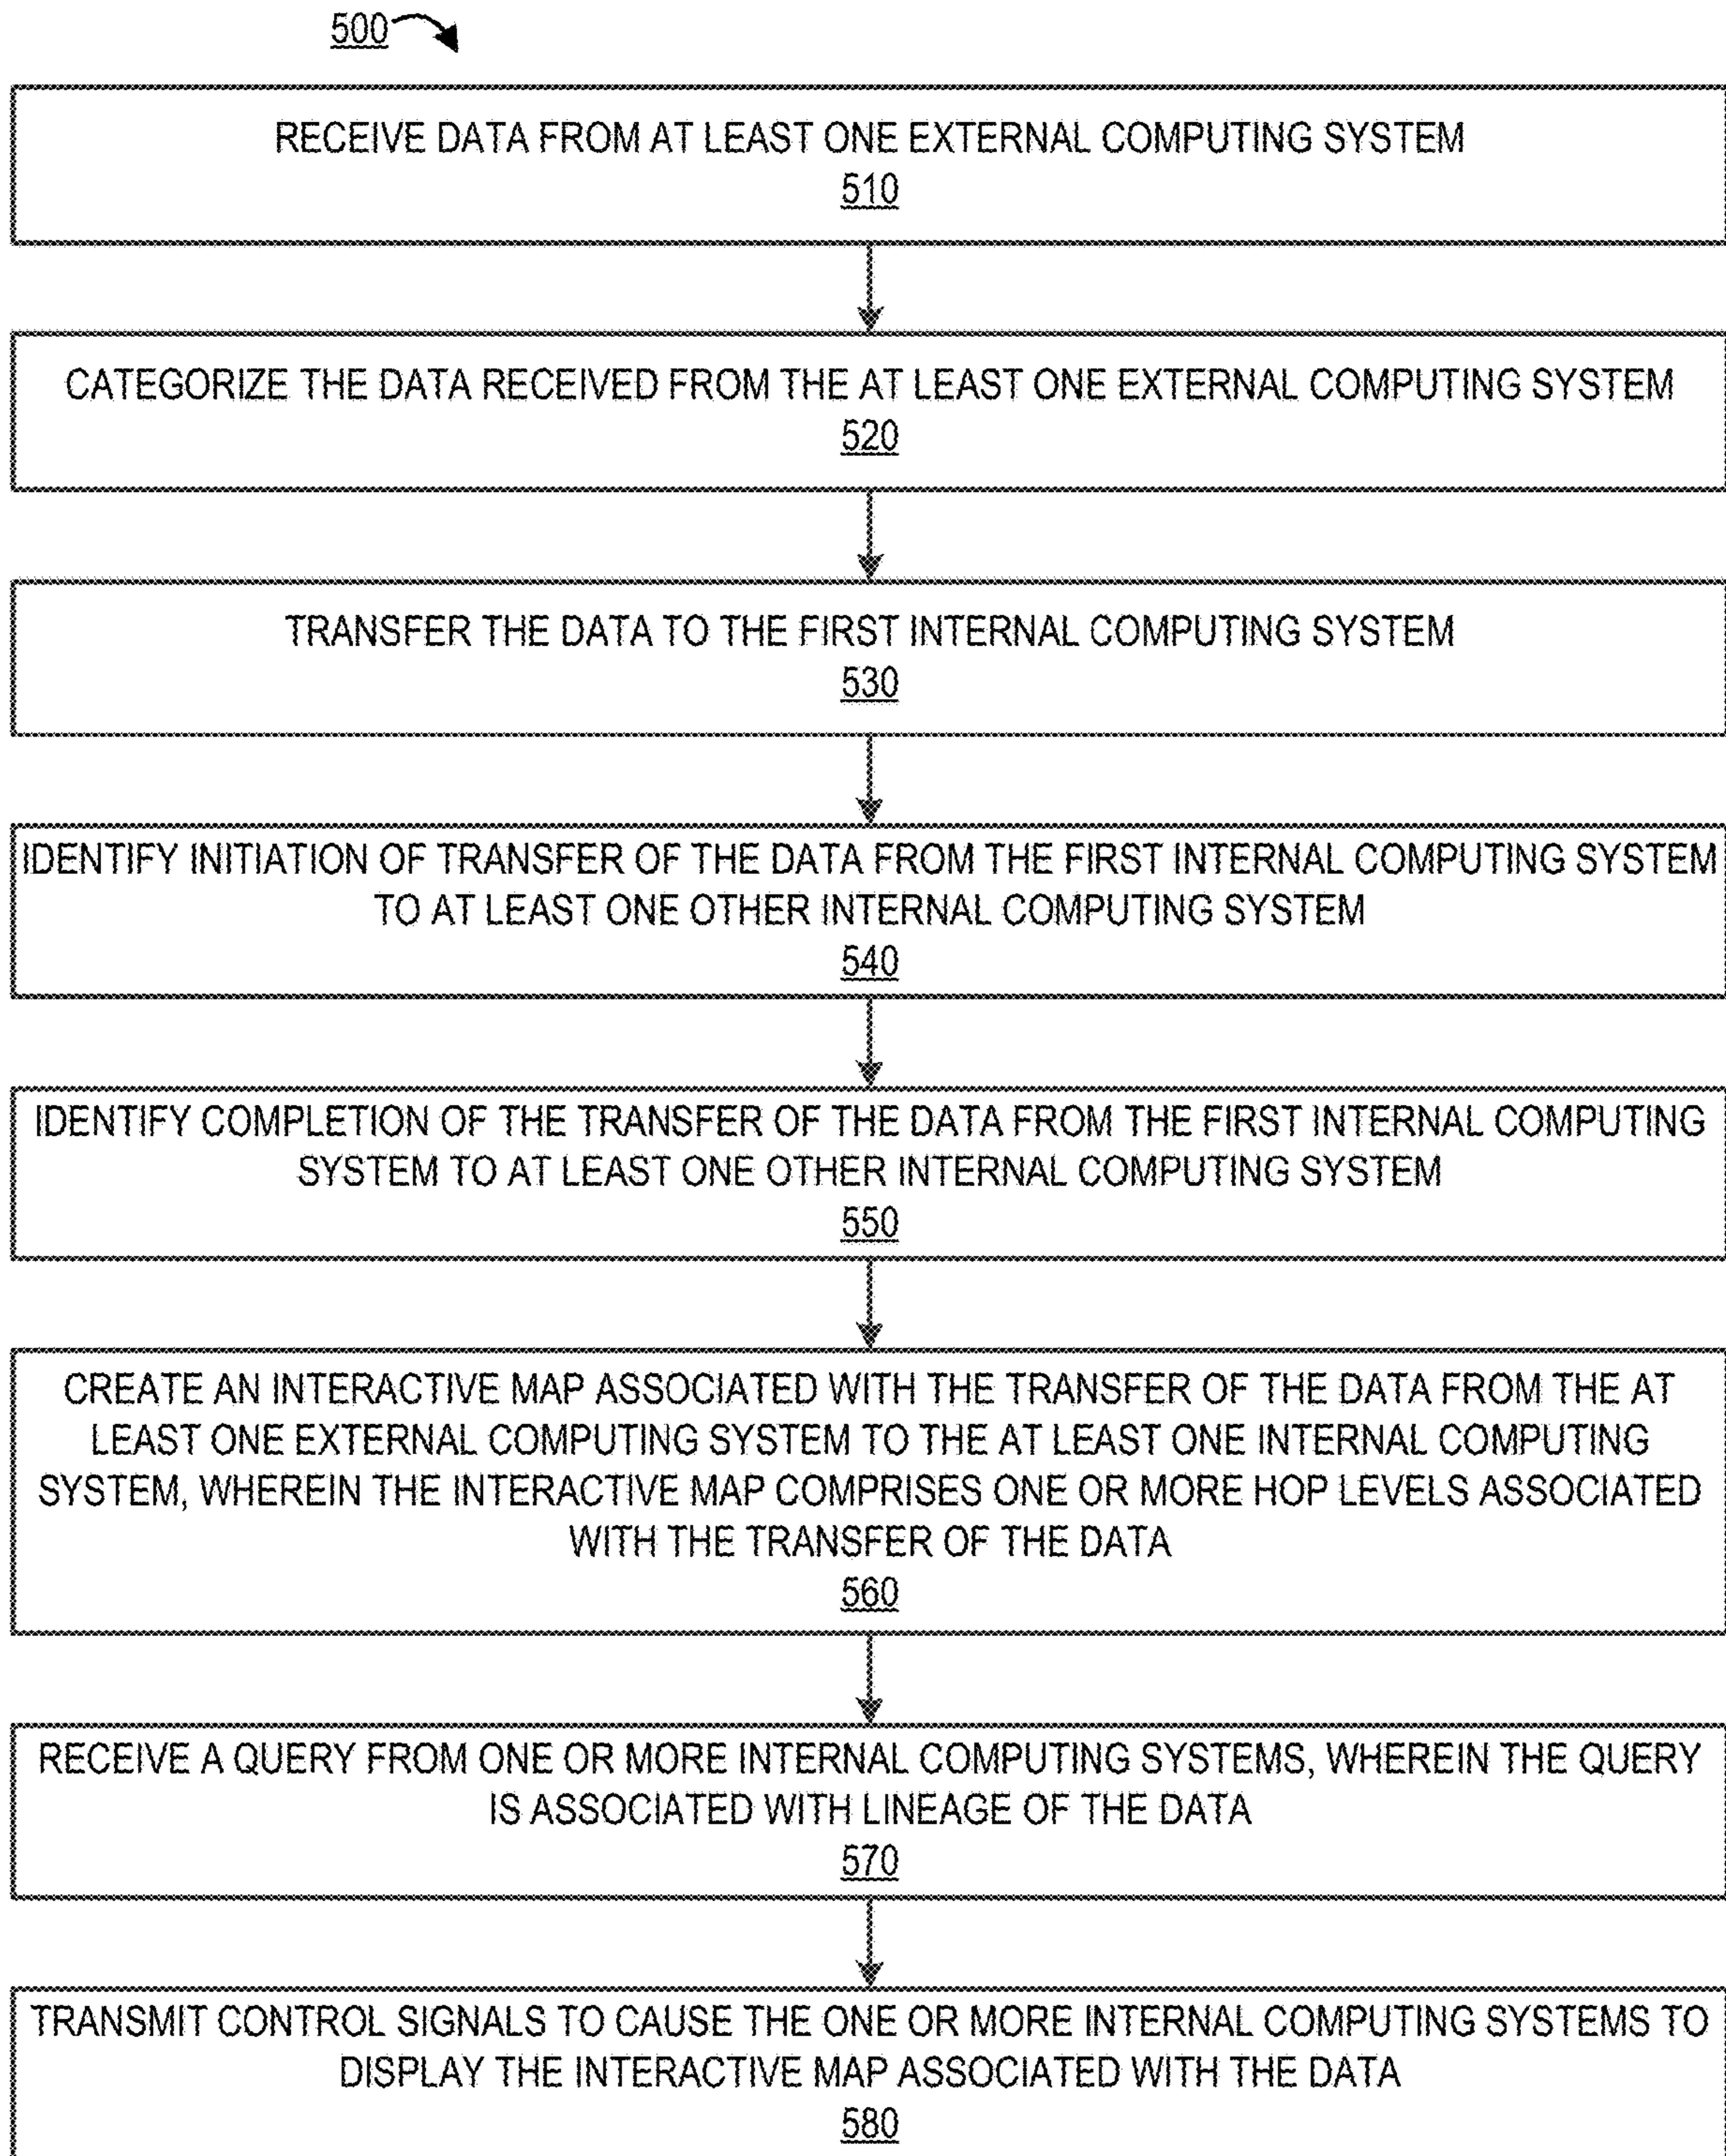 500
RECEIVE DATA FROM AT LEAST ONE EXTERNAL COMPUTING SYSTEM
510
CATEGORIZE THE DATA RECEIVED FROM THE AT LEAST ONE EXTERNAL COMPUTING SYSTEM
520
TRANSFER THE DATA TO THE FIRST INTERNAL COMPUTING SYSTEM
530
IDENTIFY INITIATION OF TRANSFER OF THE DATA FROM THE FIRST INTERNAL COMPUTING SYSTEM
TO AT LEAST ONE OTHER INTERNAL COMPUTING SYSTEM
540
IDENTIFY COMPLETION OF THE TRANSFER OF THE DATA FROM THE FIRST INTERNAL COMPUTING
SYSTEM TO AT LEAST ONE OTHER INTERNAL COMPUTING SYSTEM
550
CREATE AN INTERACTIVE MAP ASSOCIATED WITH THE TRANSFER OF THE DATA FROM THE AT
LEAST ONE EXTERNAL COMPUTING SYSTEM TO THE AT LEAST ONE INTERNAL COMPUTING
SYSTEM, WHEREIN THE INTERACTIVE MAP COMPRISES ONE OR MORE HOP LEVELS ASSOCIATED
WITH THE TRANSFER OF THE DATA
560
RECEIVE A QUERY FROM ONE OR MORE INTERNAL COMPUTING SYSTEMS, WHEREIN THE QUERY
IS ASSOCIATED WITH LINEAGE OF THE DATA
570
TRANSMIT CONTROL SIGNALS TO CAUSE THE ONE OR MORE INTERNAL COMPUTING SYSTEMS TO
DISPLAY THE INTERACTIVE MAP ASSOCIATED WITH THE DATA
580